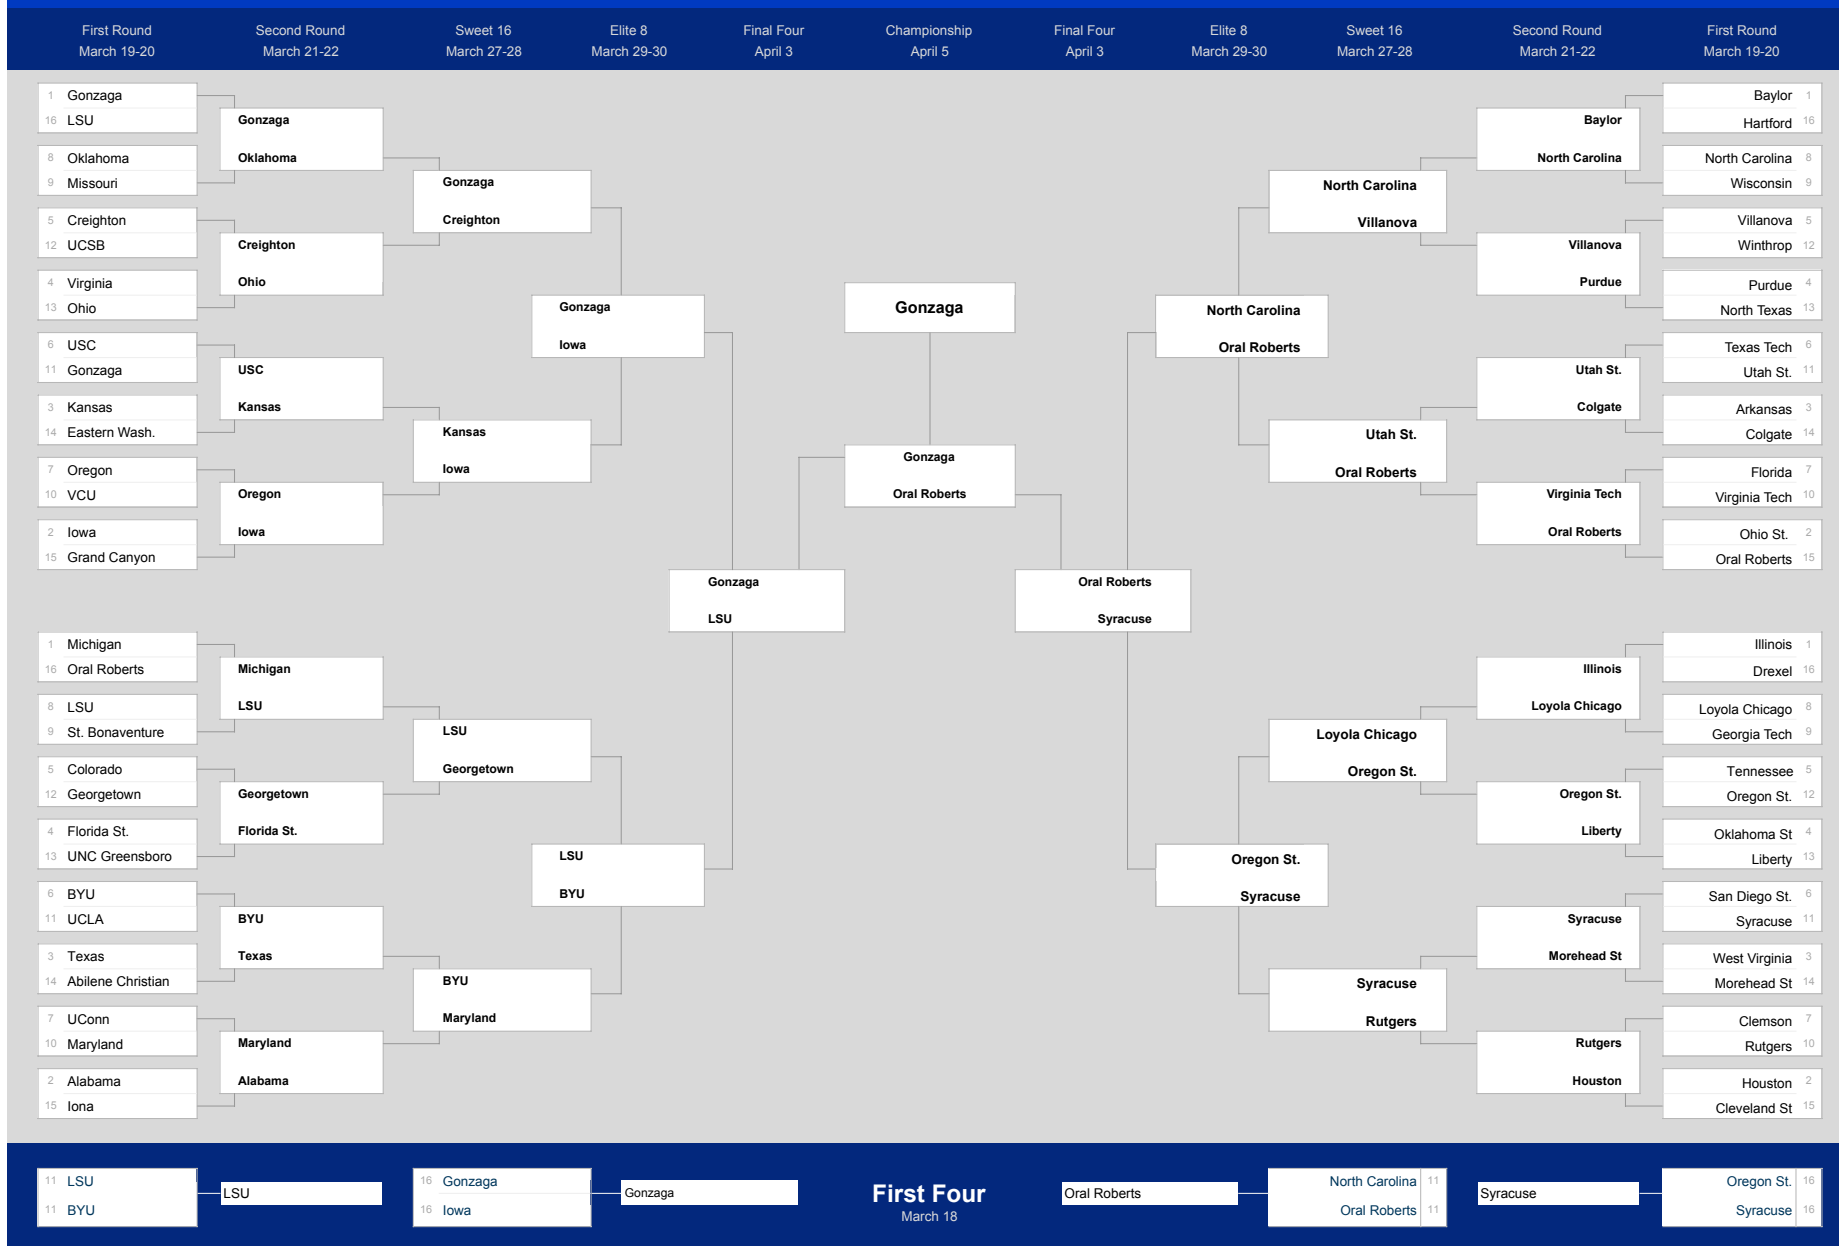 First Round Second Round Sweet 16 Elite 8 Final Four Championship Final Four Elite 8 Sweet 16 Second Round First Round
March 19-20 March 21-22 March 27-28 March 29-30 April 3 April 5 April 3 March 29-30 March 27-28 March 21-22 March 19-20
1 Gonzaga
16 LSU
8 Oklahoma
9 Missouri
5 Creighton
12 UCSB
4 Virginia
13 Ohio
6 USC
11 Gonzaga
3 Kansas
14 Eastern Wash.
7 Oregon
10 VCU
2 Iowa
15 Grand Canyon
1 Michigan
16 Oral Roberts
8 LSU
9 St. Bonaventure
5 Colorado
12 Georgetown
4 Florida St.
13 UNC Greensboro
6 BYU
11 UCLA
3 Texas
14 Abilene Christian
7 UConn
10 Maryland
2 Alabama
15 Iona
Gonzaga
Oklahoma
Creighton
Ohio
USC
Kansas
Oregon
Iowa
Michigan
LSU
Georgetown
Florida St.
BYU
Texas
Maryland
Alabama
Gonzaga
Creighton
Kansas
Iowa
LSU
Georgetown
BYU
Maryland
Gonzaga
Iowa
LSU
BYU
Gonzaga
LSU
Gonzaga
Gonzaga
Oral Roberts
Oral Roberts
Syracuse
North Carolina
Oral Roberts
Oregon St.
Syracuse
North Carolina
Villanova
Utah St.
Oral Roberts
Loyola Chicago
Oregon St.
Syracuse
Rutgers
Baylor
North Carolina
Villanova
Purdue
Utah St.
Colgate
Virginia Tech
Oral Roberts
Illinois
Loyola Chicago
Oregon St.
Liberty
Syracuse
Morehead St
Rutgers
Houston
Baylor 1
Hartford 16
North Carolina 8
Wisconsin 9
Villanova 5
Winthrop 12
Purdue 4
North Texas 13
Texas Tech 6
Utah St. 11
Arkansas 3
Colgate 14
Florida 7
Virginia Tech 10
Ohio St. 2
Oral Roberts 15
Illinois 1
Drexel 16
Loyola Chicago 8
Georgia Tech 9
Tennessee 5
Oregon St. 12
Oklahoma St 4
Liberty 13
San Diego St. 6
Syracuse 11
West Virginia 3
Morehead St 14
Clemson 7
Rutgers 10
Houston 2
Cleveland St 15
11 LSU
11 BYU
LSU
16 Gonzaga
16 Iowa
Gonzaga
First Four
March 18
Oral Roberts
North Carolina 11
Oral Roberts 11
Syracuse
Oregon St. 16
Syracuse 16